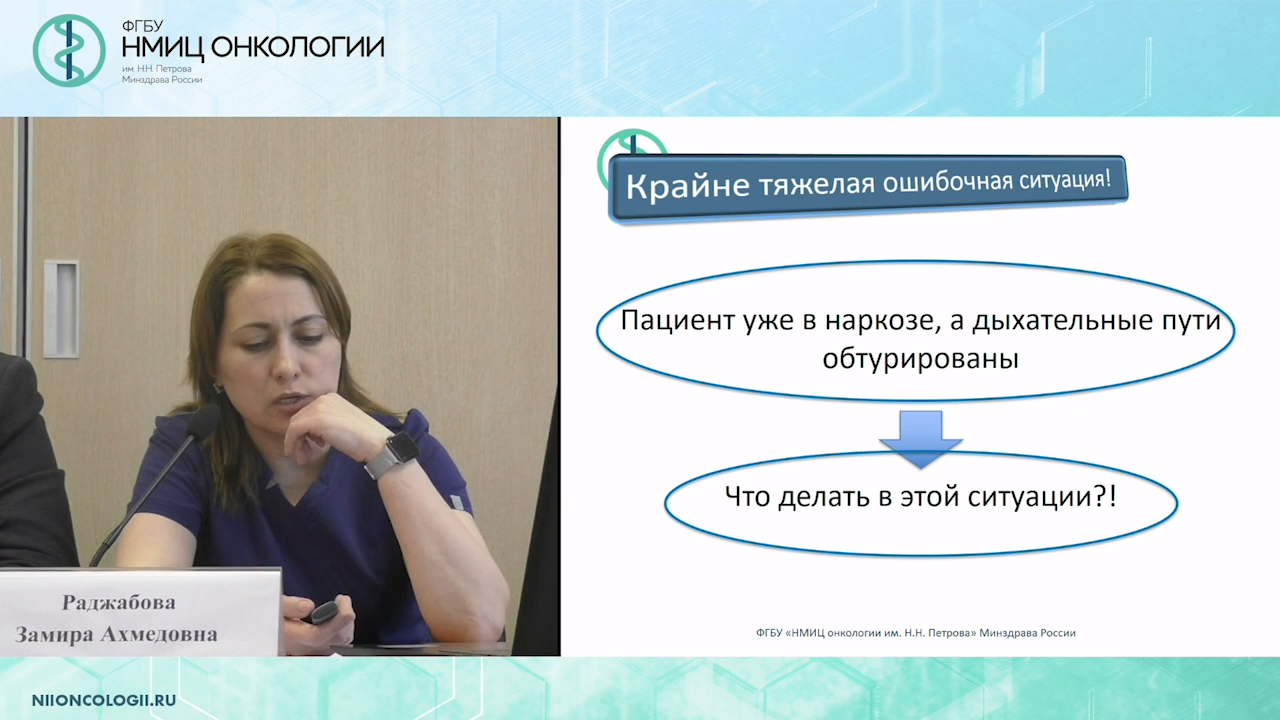 ФГБУ
НМИЦ ОНКОЛОГИИ
им. Н.Н. Петрова
Минздрава России
Крайне тяжелая ошибочная ситуация!
Пациент уже в наркозе, а дыхательные пути
обтурированы
Что делать в этой ситуации?!
ФГБУ «НМИЦ онкологии им. Н.Н. Петрова» Минздрава России
Раджабова
Замира Ахмедовна
NIIONCOLOGII.RU